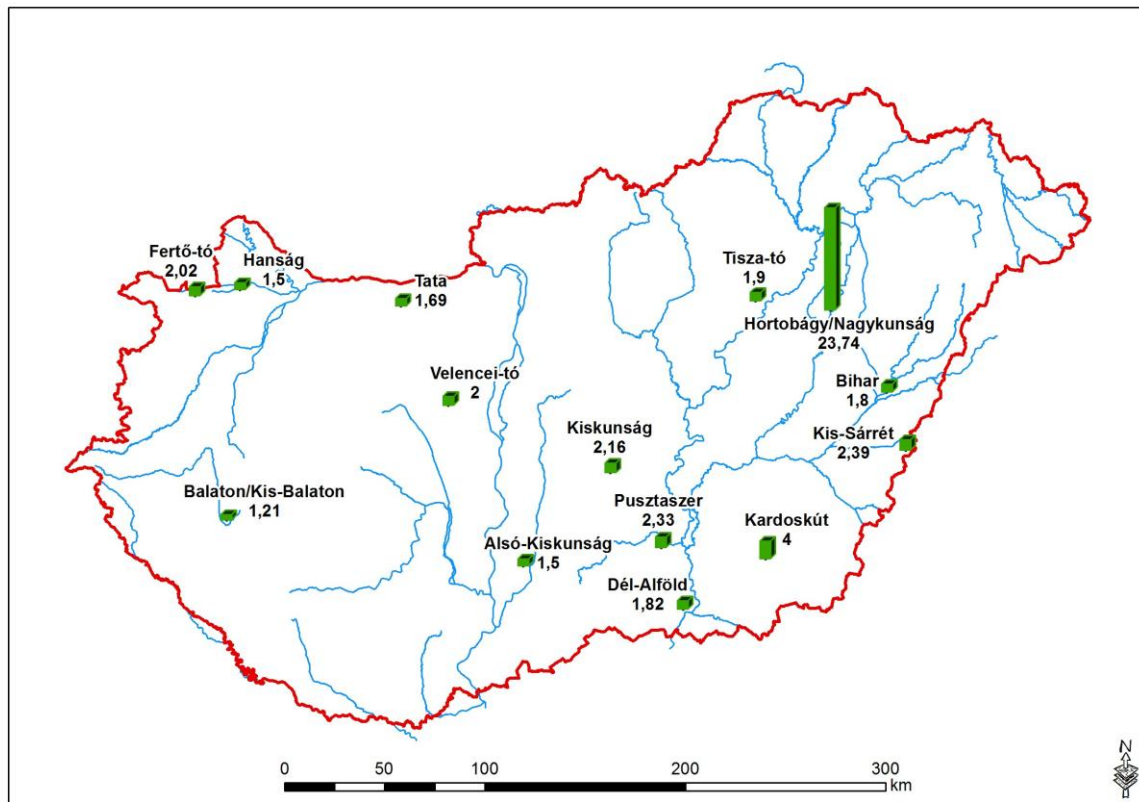 Fertő-tó
2,02
Hanság
1,5
Tata
1,69
Tisza-tó
1,9
Hortobágy/Nagykunság
23,74
Velencei-tó
2
Bihar
1,8
Kiskunság
2,16
Kis-Sárrét
2,39
Balaton/Kis-Balaton
1,21
Pusztaszer
2,33
Kardoskút
4
Alsó-Kiskunság
1,5
Dél-Alföld
1,82
0 50 100 200 300
km
N